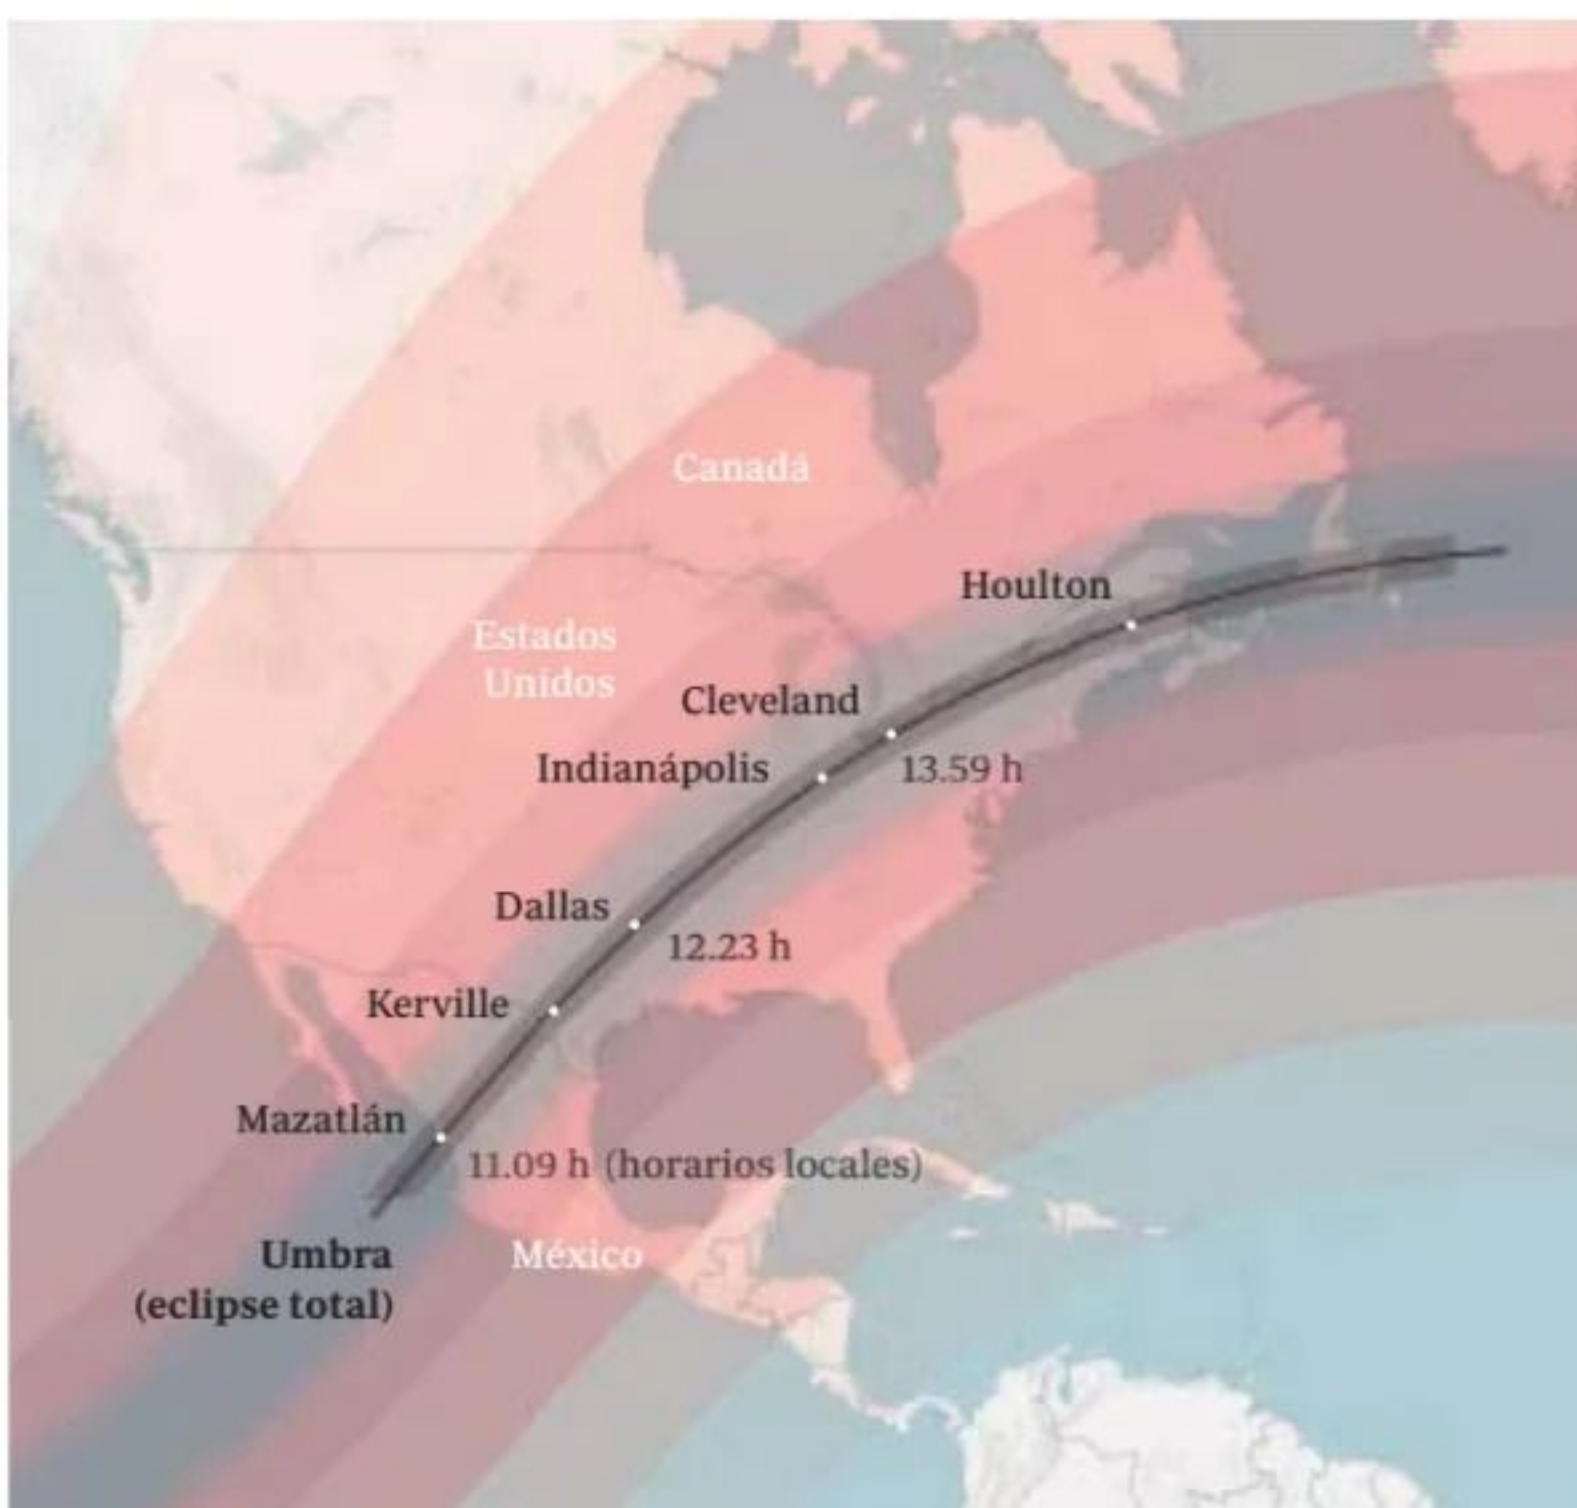 Canadá
Houlton
Estados
Unidos
Cleveland
Indianápolis
13.59 h
Dallas
12.23 h
Kerville
Mazatlán
11.09 h (horarios locales)
Umbra
(eclipse total)
México